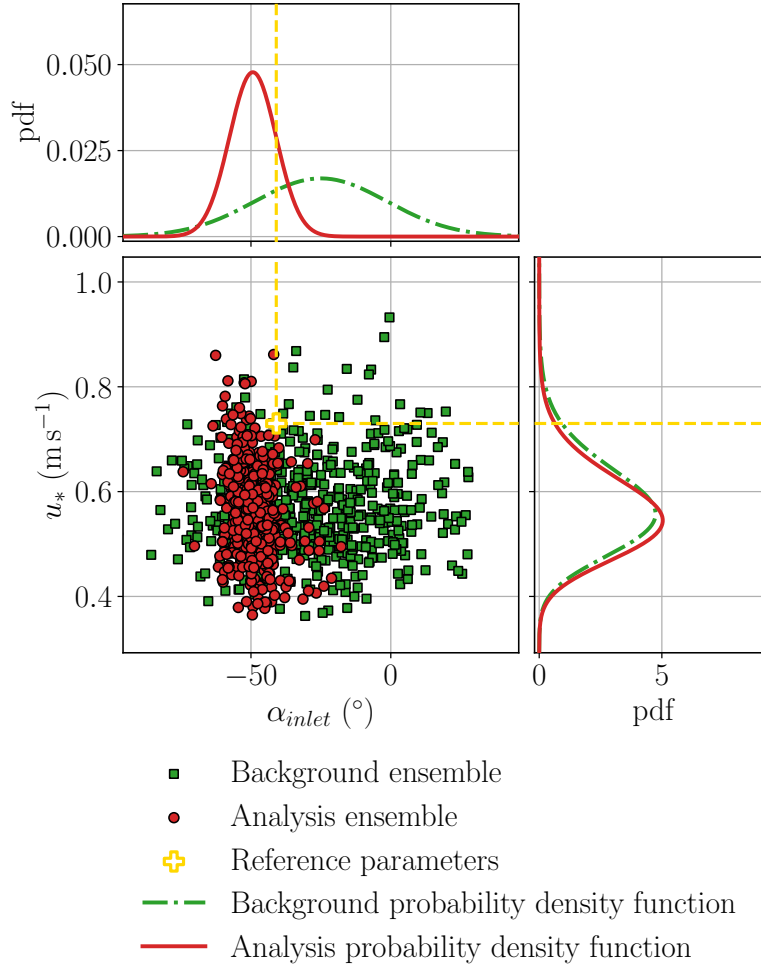 0.050
0.025
0.000
pdf
1.0
0.8
0.6
0.4
u* (m s⁻¹)
−50 0
α_inlet (°)
0 5
pdf
Background ensemble
Analysis ensemble
Reference parameters
Background probability density function
Analysis probability density function